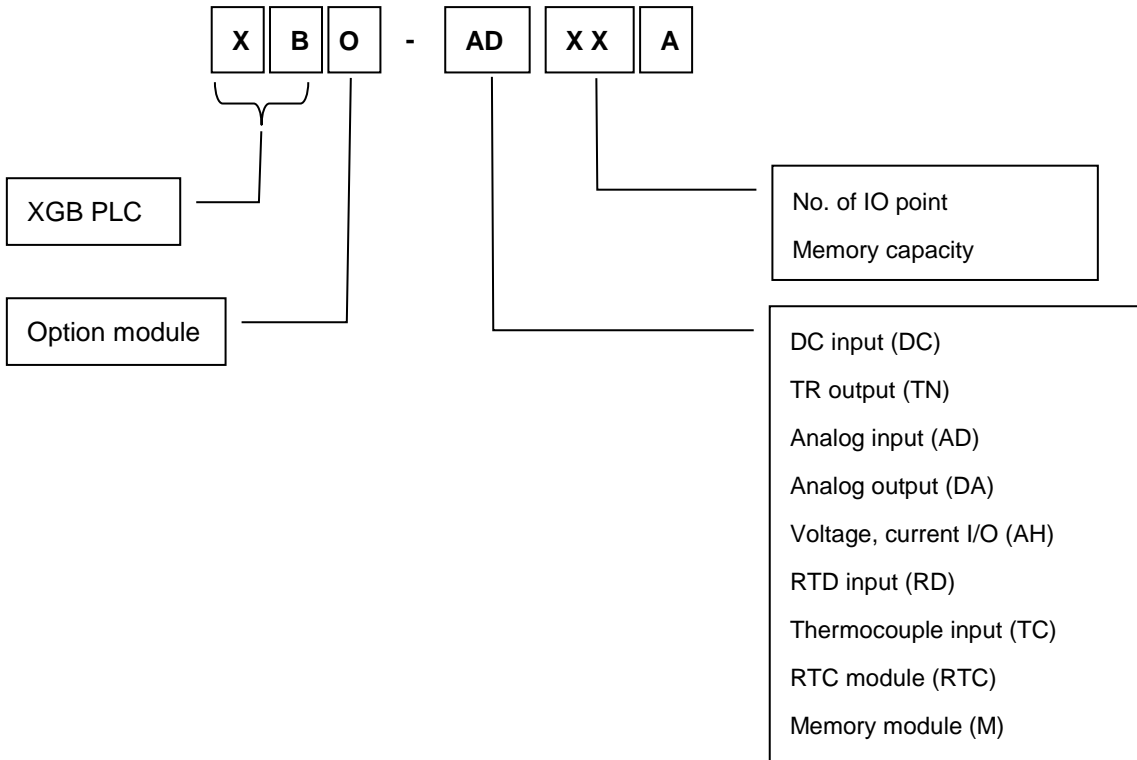 X B O - AD X X A
XGB PLC
Option module
No. of IO point
Memory capacity
DC input (DC)
TR output (TN)
Analog input (AD)
Analog output (DA)
Voltage, current I/O (AH)
RTD input (RD)
Thermocouple input (TC)
RTC module (RTC)
Memory module (M)